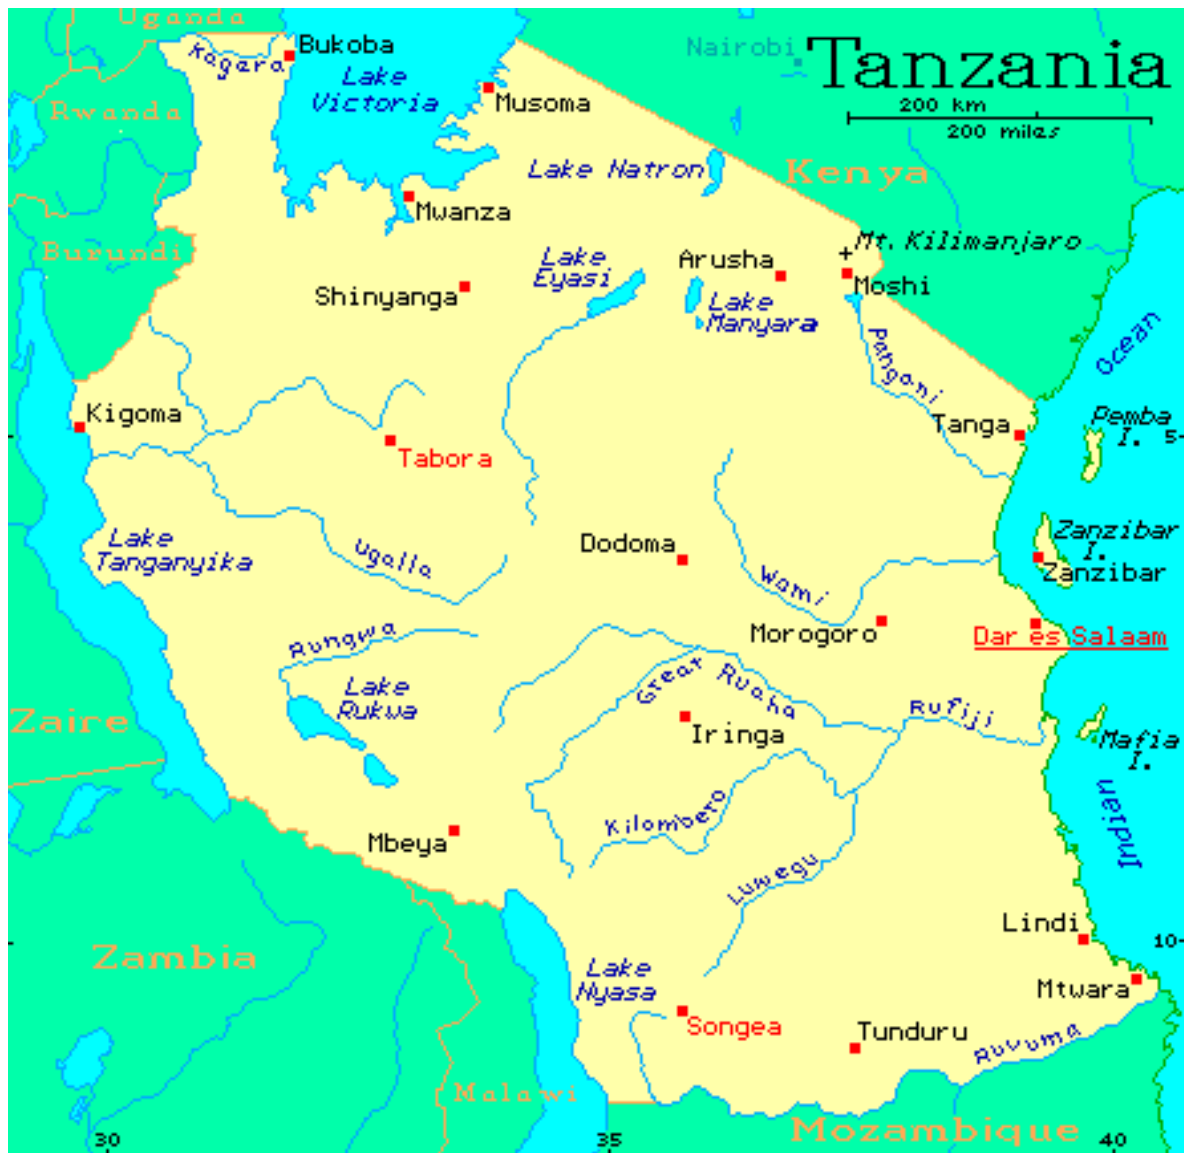 Uganda
Tanzania
Nairobi
Kagara
Bukoba
Lake
Victoria
Musoma
200 km
200 miles
Rwanda
Lake Natron
Kenya
Mwanza
Burundi
Mt. Kilimanjaro
Lake
Eyasi
Arusha
Moshi
Shinyanga
Lake
Manyara
Pangani
Ocean
Kigoma
Tanga
Pemba
I.
5
Tabora
Lake
Tanganyika
Ugalla
Dodoma
Wami
Zanzibar
I.
Zanzibar
Rungwa
Morogoro
Dar es Salaam
Lake
Rukwa
Great Ruaha
Rufiji
Zaire
Iringa
Mafia
I.
Indian
Mbeya
Kilombero
Luwegu
Lindi
10
Zambia
Lake
Nyasa
Mtwara
Songea
Tunduru
Ruvuma
Malawi
Mozambique
30
35
40